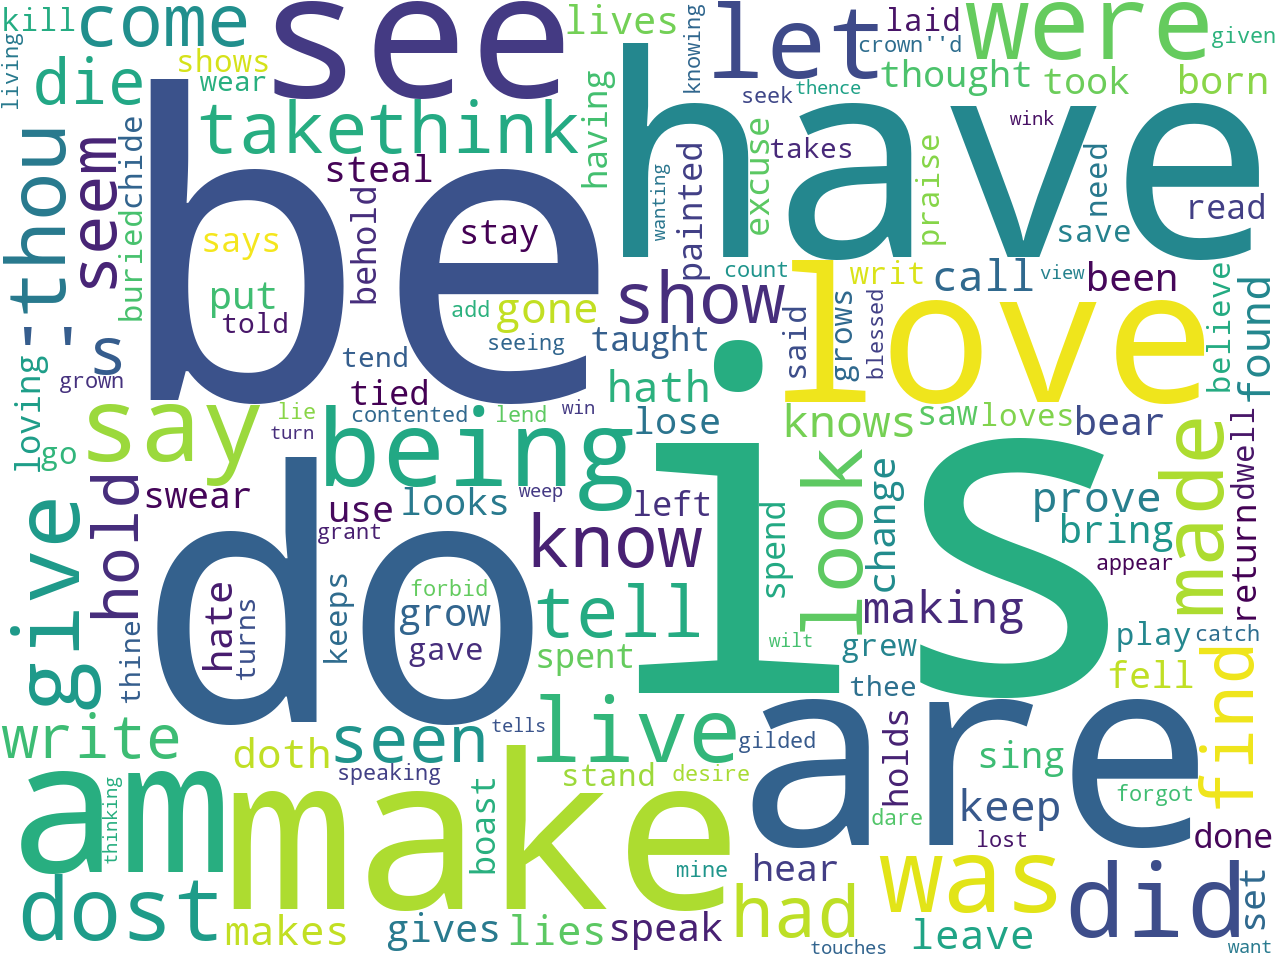 kill
come
see
lives
let
laid
were
given
living
die
shows
wear
have
knowing
crown''d
thought
took
born
seek
thence
wink
takethink
having
excuse
takes
'thou
seem
chide
buried
be
steal
stay
says
behold
wanting
painted
praise
need
read
save
put
told
add
gone
show
count
love
writ
call
view
been
found
believe
's
tend
seeing
taught
said
grows
blessed
grown
tied
hath
loving
say
lie
contented
lend
win
lose
knows
saw
loves
bear
made
go
turn
being
is
look
change
prove
returndwell
give
hold
swear
use
looks
weep
left
know
spend
bring
grant
do
appear
hate
turns
keeps
forbid
grow
gave
tell
spent
wilt
making
grew
play
catch
thine
thee
fell
find
write
doth
seen
tells
live
gilded
are
holds
sing
am
thinking
make
speaking
boast
stand
desire
dare
keep
forgot
lost
done
dost
makes
gives
lies
speak
mine
hear
had
was
leave
touches
did
set
want